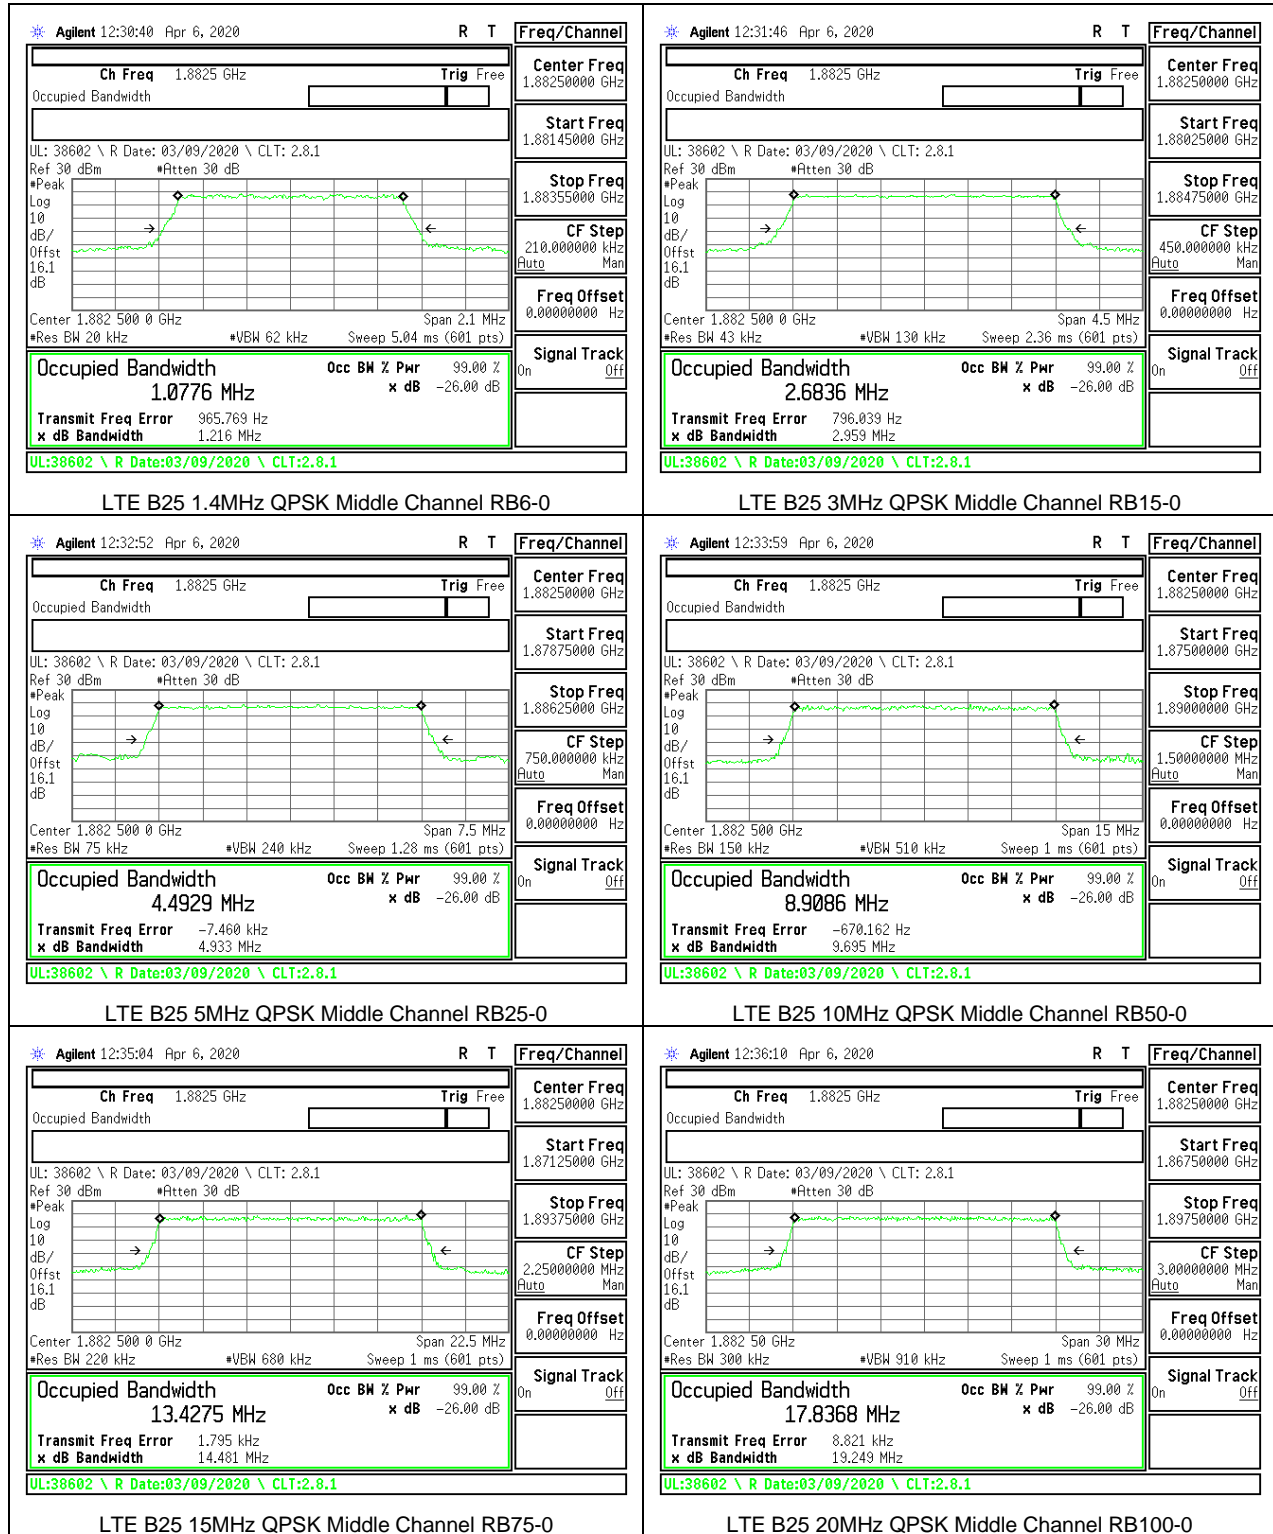 Agilent 12:30:40 Apr 6, 2020 R T Freq/Channel
Ch Freq 1.8825 GHz Trig Free
Occupied Bandwidth
Center Freq
1.88250000 GHz
Start Freq
1.88145000 GHz
UL: 38602 \ R Date: 03/09/2020 \ CLT: 2.8.1
Ref 30 dBm #Atten 30 dB
#Peak
Log
10
dB/
Offst
16.1
dB
Stop Freq
1.88355000 GHz
CF Step
210.000000 kHz
Auto Man
Freq Offset
0.00000000 Hz
Center 1.882 500 0 GHz Span 2.1 MHz
#Res BW 20 kHz #VBW 62 kHz Sweep 5.04 ms (601 pts)
Signal Track
On Off
Occupied Bandwidth Occ BW % Pwr 99.00 %
1.0776 MHz x dB -26.00 dB
Transmit Freq Error 965.769 Hz
x dB Bandwidth 1.216 MHz
UL:38602 \ R Date:03/09/2020 \ CLT:2.8.1
LTE B25 1.4MHz QPSK Middle Channel RB6-0
Agilent 12:31:46 Apr 6, 2020 R T Freq/Channel
Ch Freq 1.8825 GHz Trig Free
Occupied Bandwidth
Center Freq
1.88250000 GHz
Start Freq
1.88025000 GHz
UL: 38602 \ R Date: 03/09/2020 \ CLT: 2.8.1
Ref 30 dBm #Atten 30 dB
#Peak
Log
10
dB/
Offst
16.1
dB
Stop Freq
1.88475000 GHz
CF Step
450.000000 kHz
Auto Man
Freq Offset
0.00000000 Hz
Center 1.882 500 0 GHz Span 4.5 MHz
#Res BW 43 kHz #VBW 130 kHz Sweep 2.36 ms (601 pts)
Signal Track
On Off
Occupied Bandwidth Occ BW % Pwr 99.00 %
2.6836 MHz x dB -26.00 dB
Transmit Freq Error 796.039 Hz
x dB Bandwidth 2.959 MHz
UL:38602 \ R Date:03/09/2020 \ CLT:2.8.1
LTE B25 3MHz QPSK Middle Channel RB15-0
Agilent 12:32:52 Apr 6, 2020 R T Freq/Channel
Ch Freq 1.8825 GHz Trig Free
Occupied Bandwidth
Center Freq
1.88250000 GHz
Start Freq
1.87875000 GHz
UL: 38602 \ R Date: 03/09/2020 \ CLT: 2.8.1
Ref 30 dBm #Atten 30 dB
#Peak
Log
10
dB/
Offst
16.1
dB
Stop Freq
1.88625000 GHz
CF Step
750.000000 kHz
Auto Man
Freq Offset
0.00000000 Hz
Center 1.882 500 0 GHz Span 7.5 MHz
#Res BW 75 kHz #VBW 240 kHz Sweep 1.28 ms (601 pts)
Signal Track
On Off
Occupied Bandwidth Occ BW % Pwr 99.00 %
4.4929 MHz x dB -26.00 dB
Transmit Freq Error -7.460 kHz
x dB Bandwidth 4.933 MHz
UL:38602 \ R Date:03/09/2020 \ CLT:2.8.1
LTE B25 5MHz QPSK Middle Channel RB25-0
Agilent 12:33:59 Apr 6, 2020 R T Freq/Channel
Ch Freq 1.8825 GHz Trig Free
Occupied Bandwidth
Center Freq
1.88250000 GHz
Start Freq
1.87500000 GHz
UL: 38602 \ R Date: 03/09/2020 \ CLT: 2.8.1
Ref 30 dBm #Atten 30 dB
#Peak
Log
10
dB/
Offst
16.1
dB
Stop Freq
1.89000000 GHz
CF Step
1.50000000 MHz
Auto Man
Freq Offset
0.00000000 Hz
Center 1.882 500 GHz Span 15 MHz
#Res BW 150 kHz #VBW 510 kHz Sweep 1 ms (601 pts)
Signal Track
On Off
Occupied Bandwidth Occ BW % Pwr 99.00 %
8.9086 MHz x dB -26.00 dB
Transmit Freq Error -670.162 Hz
x dB Bandwidth 9.695 MHz
UL:38602 \ R Date:03/09/2020 \ CLT:2.8.1
LTE B25 10MHz QPSK Middle Channel RB50-0
Agilent 12:35:04 Apr 6, 2020 R T Freq/Channel
Ch Freq 1.8825 GHz Trig Free
Occupied Bandwidth
Center Freq
1.88250000 GHz
Start Freq
1.87125000 GHz
UL: 38602 \ R Date: 03/09/2020 \ CLT: 2.8.1
Ref 30 dBm #Atten 30 dB
#Peak
Log
10
dB/
Offst
16.1
dB
Stop Freq
1.89375000 GHz
CF Step
2.25000000 MHz
Auto Man
Freq Offset
0.00000000 Hz
Center 1.882 500 0 GHz Span 22.5 MHz
#Res BW 220 kHz #VBW 680 kHz Sweep 1 ms (601 pts)
Signal Track
On Off
Occupied Bandwidth Occ BW % Pwr 99.00 %
13.4275 MHz x dB -26.00 dB
Transmit Freq Error 1.795 kHz
x dB Bandwidth 14.481 MHz
UL:38602 \ R Date:03/09/2020 \ CLT:2.8.1
LTE B25 15MHz QPSK Middle Channel RB75-0
Agilent 12:36:10 Apr 6, 2020 R T Freq/Channel
Ch Freq 1.8825 GHz Trig Free
Occupied Bandwidth
Center Freq
1.88250000 GHz
Start Freq
1.86750000 GHz
UL: 38602 \ R Date: 03/09/2020 \ CLT: 2.8.1
Ref 30 dBm #Atten 30 dB
#Peak
Log
10
dB/
Offst
16.1
dB
Stop Freq
1.89750000 GHz
CF Step
3.00000000 MHz
Auto Man
Freq Offset
0.00000000 Hz
Center 1.882 50 GHz Span 30 MHz
#Res BW 300 kHz #VBW 910 kHz Sweep 1 ms (601 pts)
Signal Track
On Off
Occupied Bandwidth Occ BW % Pwr 99.00 %
17.8368 MHz x dB -26.00 dB
Transmit Freq Error 8.821 kHz
x dB Bandwidth 19.249 MHz
UL:38602 \ R Date:03/09/2020 \ CLT:2.8.1
LTE B25 20MHz QPSK Middle Channel RB100-0